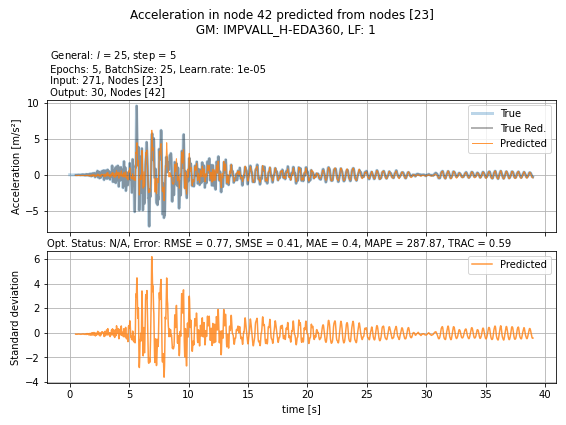 Acceleration in node 42 predicted from nodes [23]
GM: IMPVALL_H-EDA360, LF: 1
General: l = 25, step = 5
Epochs: 5, BatchSize: 25, Learn.rate: 1e-05
Input: 271, Nodes [23]
Output: 30, Nodes [42]
Acceleration [m/s²]
10
5
0
−5
True
True Red.
Predicted
Opt. Status: N/A, Error: RMSE = 0.77, SMSE = 0.41, MAE = 0.4, MAPE = 287.87, TRAC = 0.59
Standard deviation
6
4
2
0
−2
−4
Predicted
0 5 10 15 20 25 30 35 40
time [s]